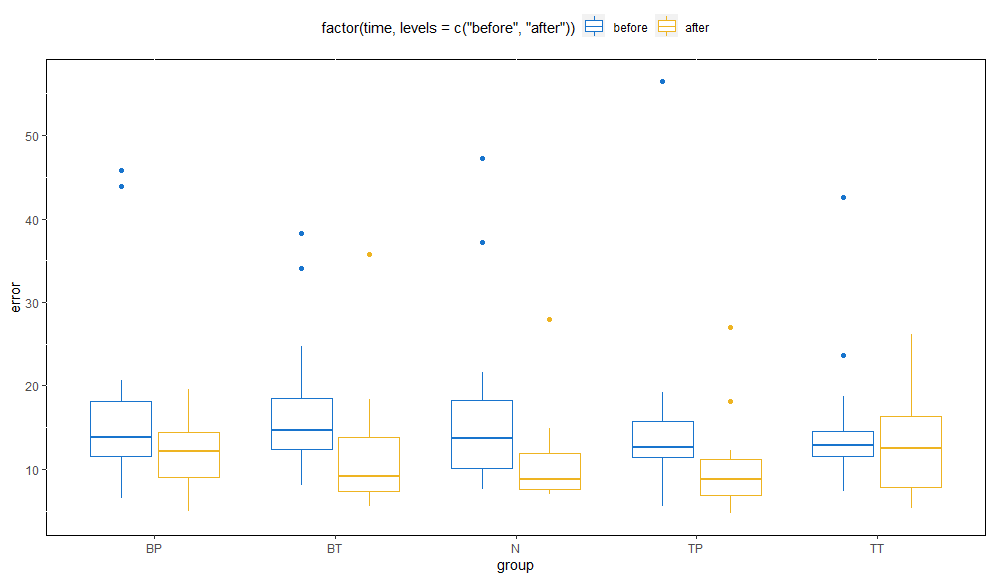 factor(time, levels = c("before", "after")) before after
50
40
30
20
10
error
BP BT N TP TT
group